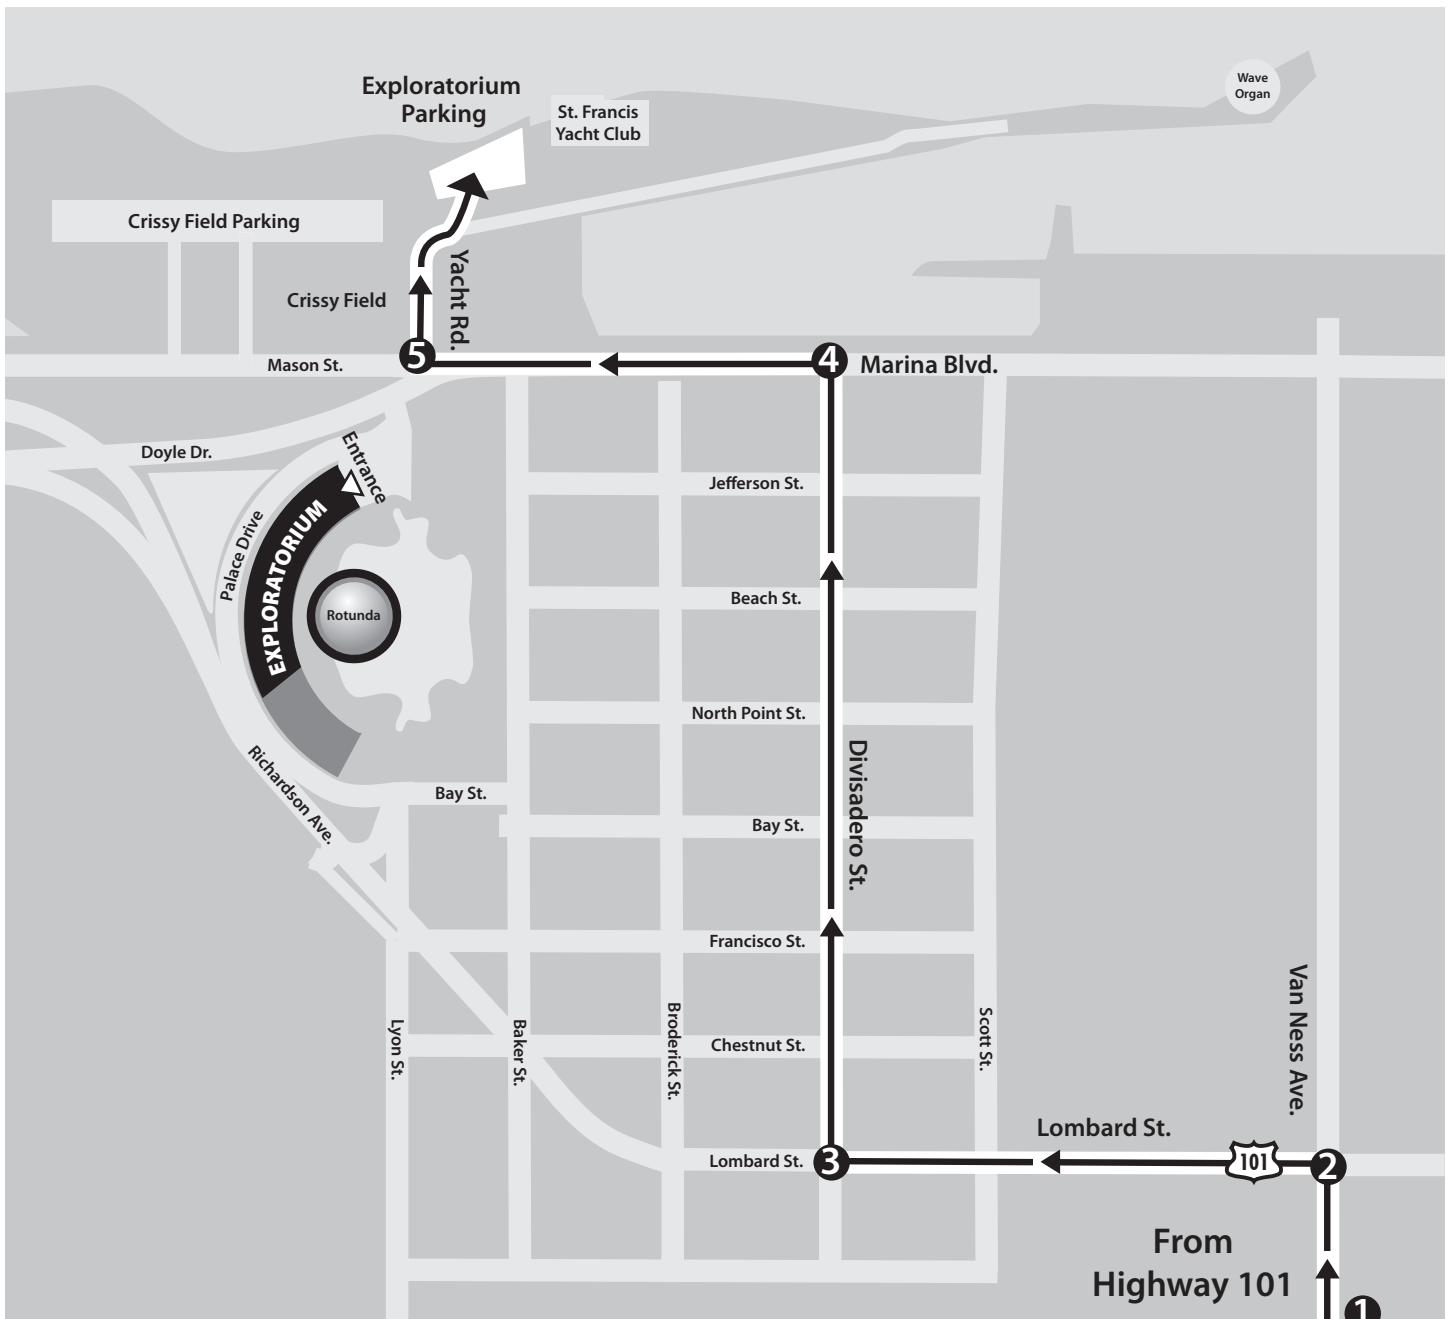 Wave
Organ
Exploratorium
Parking
St. Francis
Yacht Club
Crissy Field Parking
Yacht Rd.
Crissy Field
5
4
Marina Blvd.
Mason St.
Entrance
Doyle Dr.
Jefferson St.
Palace Drive
EXPLORATORIUM
Beach St.
Rotunda
North Point St.
Divisadero St.
Richardson Ave.
Bay St.
Bay St.
Francisco St.
Van Ness Ave.
Lyon St.
Baker St.
Broderick St.
Scott St.
Chestnut St.
Lombard St.
Lombard St.
3
101
2
From
Highway 101
1